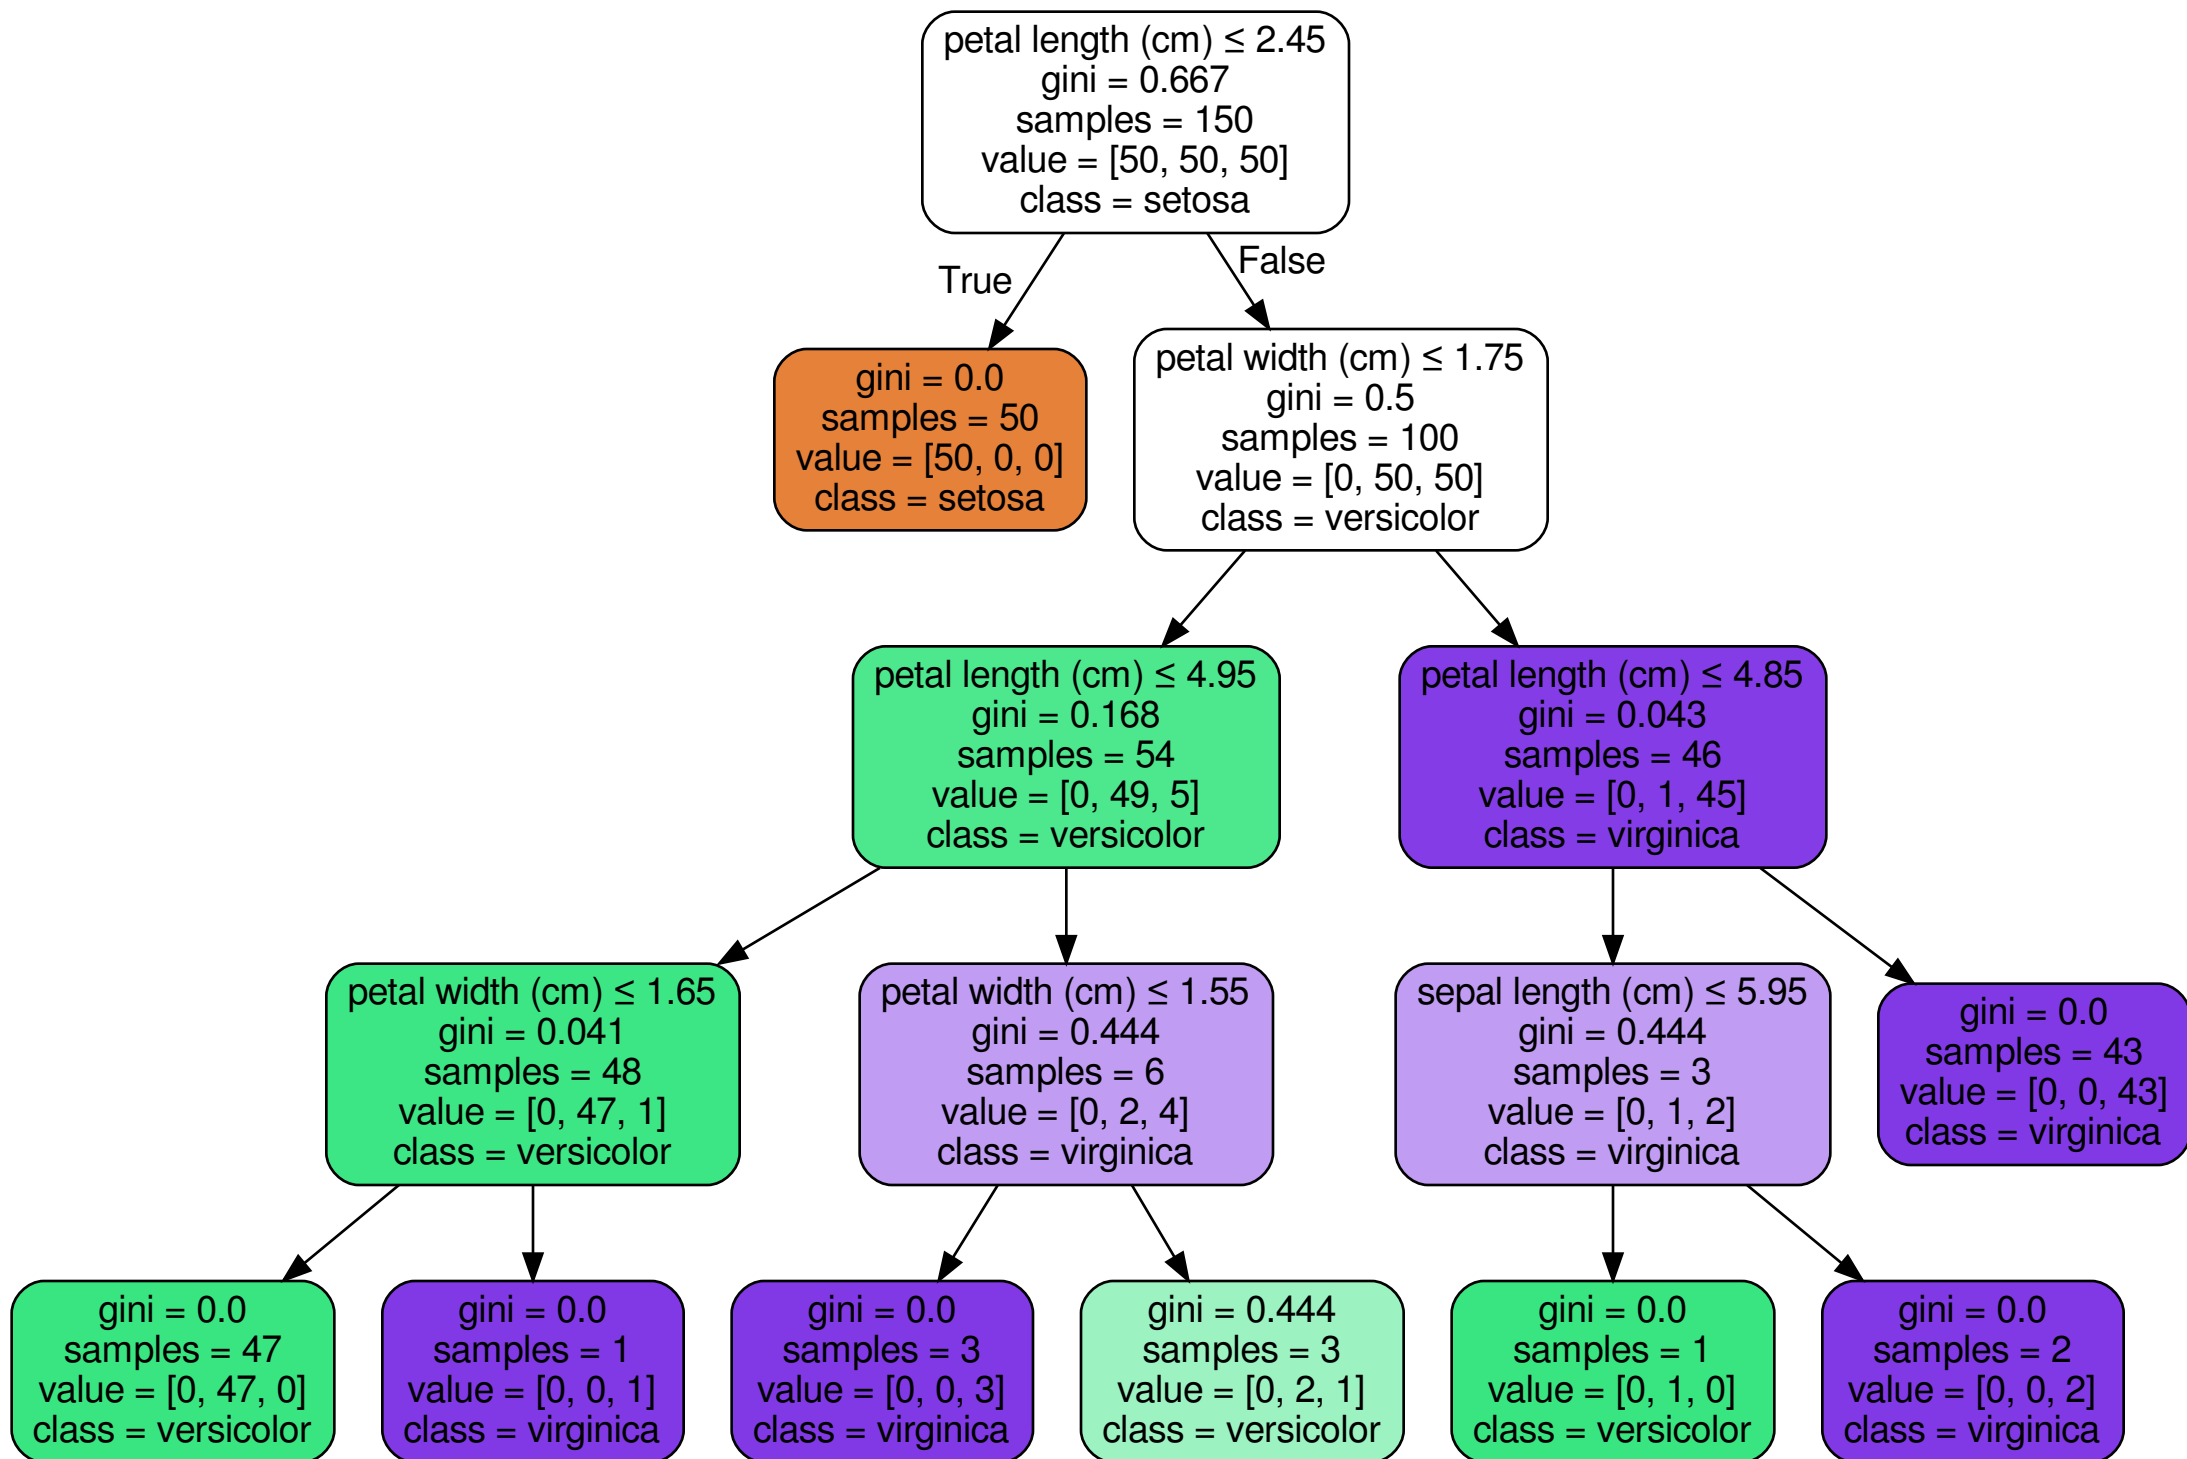 petal length (cm) ≤ 2.45
gini = 0.667
samples = 150
value = [50, 50, 50]
class = setosa
True
False
gini = 0.0
samples = 50
value = [50, 0, 0]
class = setosa
petal width (cm) ≤ 1.75
gini = 0.5
samples = 100
value = [0, 50, 50]
class = versicolor
petal length (cm) ≤ 4.95
gini = 0.168
samples = 54
value = [0, 49, 5]
class = versicolor
petal length (cm) ≤ 4.85
gini = 0.043
samples = 46
value = [0, 1, 45]
class = virginica
petal width (cm) ≤ 1.65
gini = 0.041
samples = 48
value = [0, 47, 1]
class = versicolor
petal width (cm) ≤ 1.55
gini = 0.444
samples = 6
value = [0, 2, 4]
class = virginica
sepal length (cm) ≤ 5.95
gini = 0.444
samples = 3
value = [0, 1, 2]
class = virginica
gini = 0.0
samples = 43
value = [0, 0, 43]
class = virginica
gini = 0.0
samples = 47
value = [0, 47, 0]
class = versicolor
gini = 0.0
samples = 1
value = [0, 0, 1]
class = virginica
gini = 0.0
samples = 3
value = [0, 0, 3]
class = virginica
gini = 0.444
samples = 3
value = [0, 2, 1]
class = versicolor
gini = 0.0
samples = 1
value = [0, 1, 0]
class = versicolor
gini = 0.0
samples = 2
value = [0, 0, 2]
class = virginica